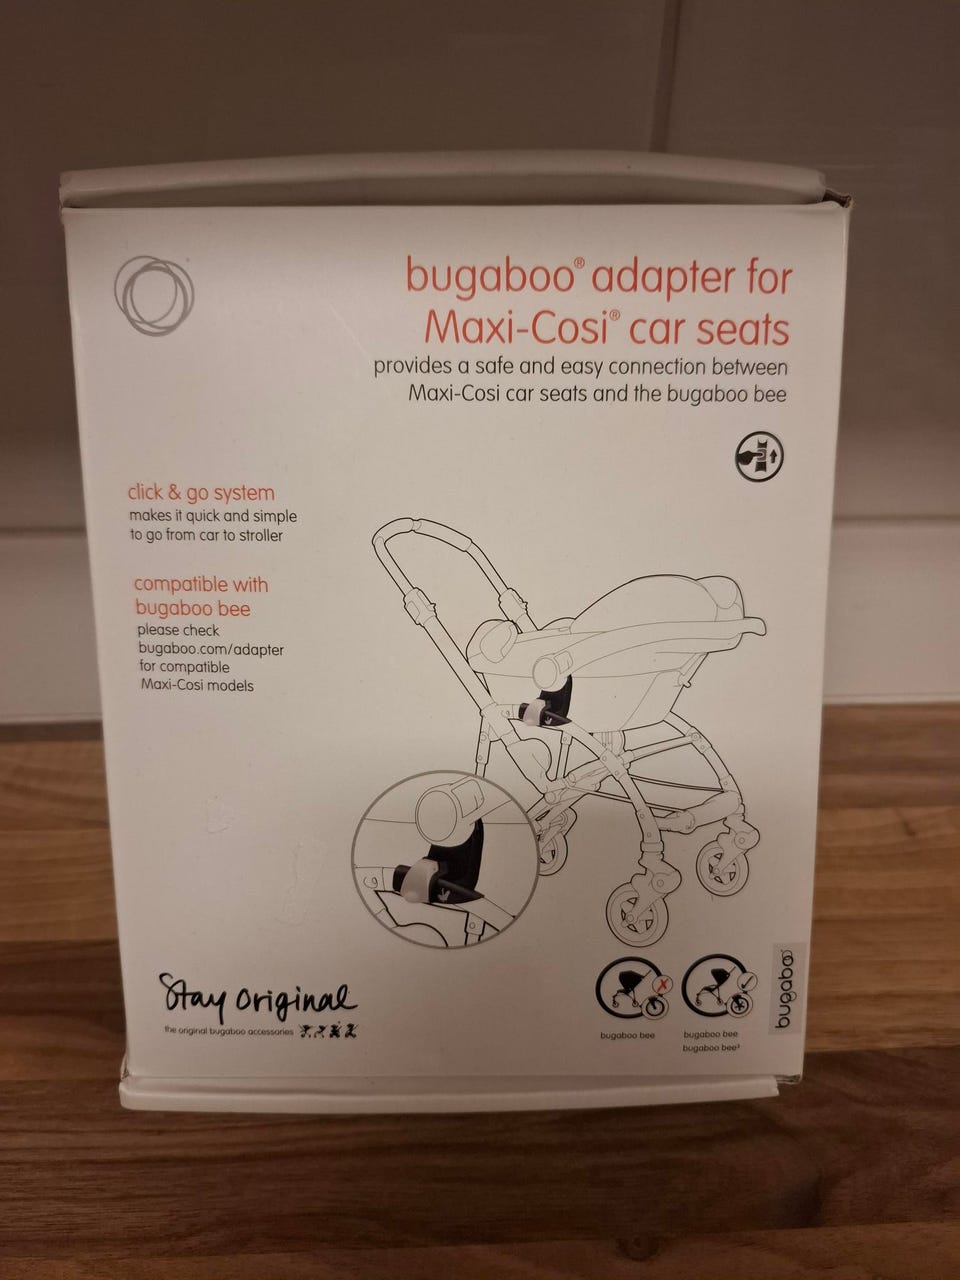 bugaboo® adapter for
Maxi-Cosi® car seats
provides a safe and easy connection between
Maxi-Cosi car seats and the bugaboo bee
click & go system
makes it quick and simple
to go from car to stroller
compatible with
bugaboo bee
please check
bugaboo.com/adapter
for compatible
Maxi-Cosi models
Stay original
the original bugaboo accessories
bugaboo bee
bugaboo bee
bugaboo bee³
bugaboo